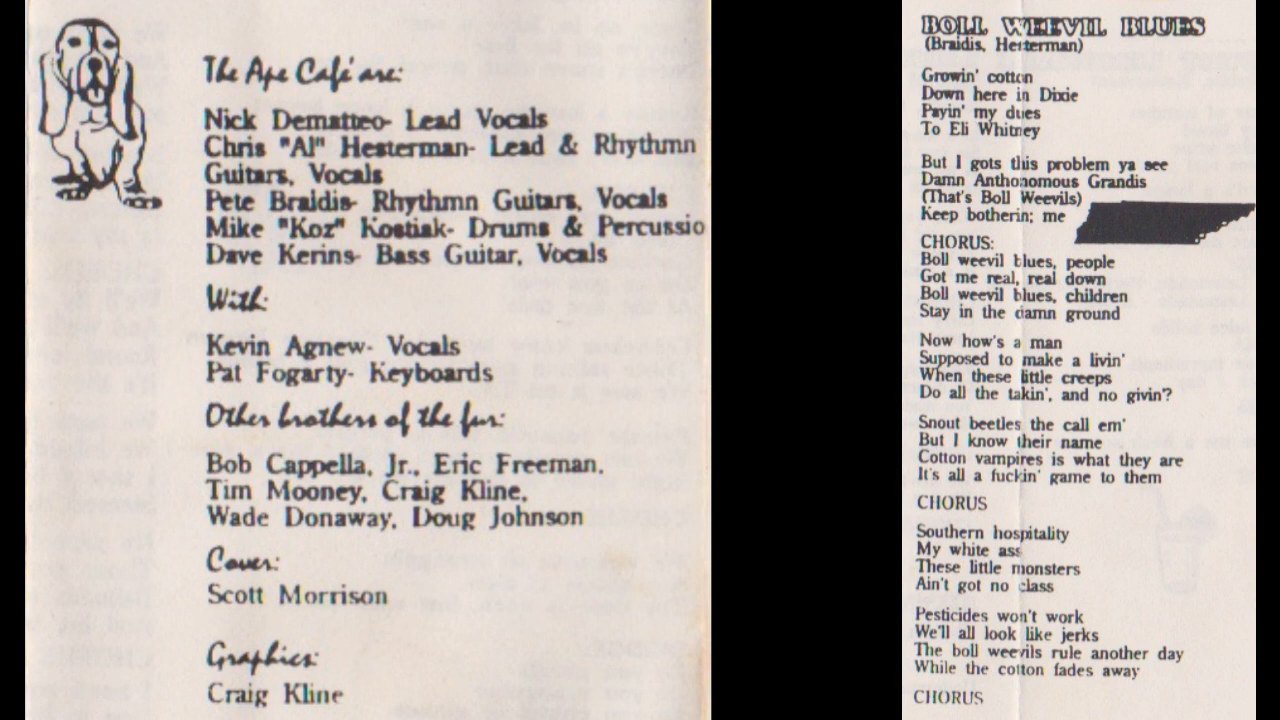 The Ape Café are:
Nick Dematteo- Lead Vocals
Chris "Al" Hesterman- Lead & Rhythmn
Guitars, Vocals
Pete Braidis- Rhythmn Guitars, Vocals
Mike "Koz" Kostiak- Drums & Percussio
Dave Kerins- Bass Guitar, Vocals
With:
Kevin Agnew- Vocals
Pat Fogarty- Keyboards
Other brothers of the fur:
Bob Cappella, Jr., Eric Freeman,
Tim Mooney, Craig Kline,
Wade Donaway, Doug Johnson
Cover:
Scott Morrison
Graphics:
Craig Kline
BOLL WEEVIL BLUES
(Braidis, Hesterman)
Growin' cotton
Down here in Dixie
Payin' my dues
To Eli Whitney
But I gots this problem ya see
Damn Anthonomous Grandis
(That's Boll Weevils)
Keep botherin; me
CHORUS:
Boll weevil blues, people
Got me real, real down
Boll weevil blues, children
Stay in the damn ground
Now how's a man
Supposed to make a livin'
When these little creeps
Do all the takin', and no givin'?
Snout beetles the call em'
But I know their name
Cotton vampires is what they are
It's all a fuckin' game to them
CHORUS
Southern hospitality
My white ass
These little monsters
Ain't got no class
Pesticides won't work
We'll all look like jerks
The boll weevils rule another day
While the cotton fades away
CHORUS